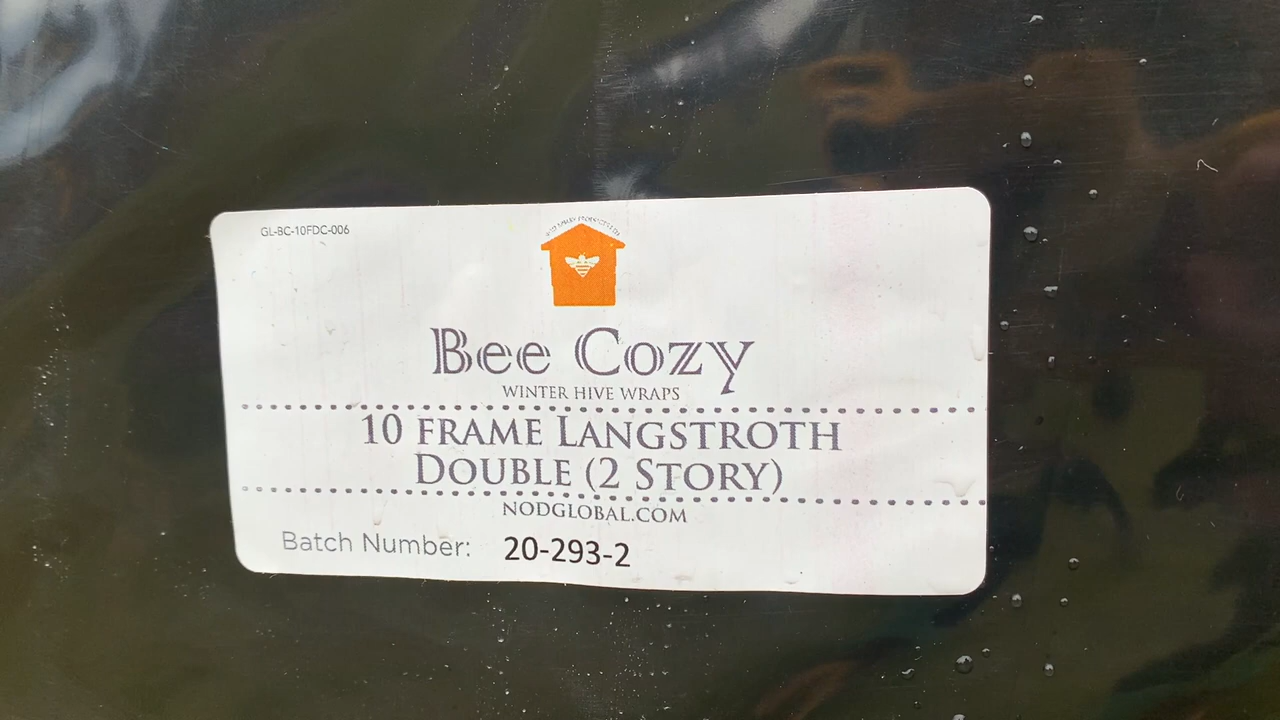 GL-BC-10FDC-006
Bee Cozy
WINTER HIVE WRAPS
10 FRAME LANGSTROTH
DOUBLE (2 STORY)
NODGLOBAL.COM
Batch Number: 20-293-2